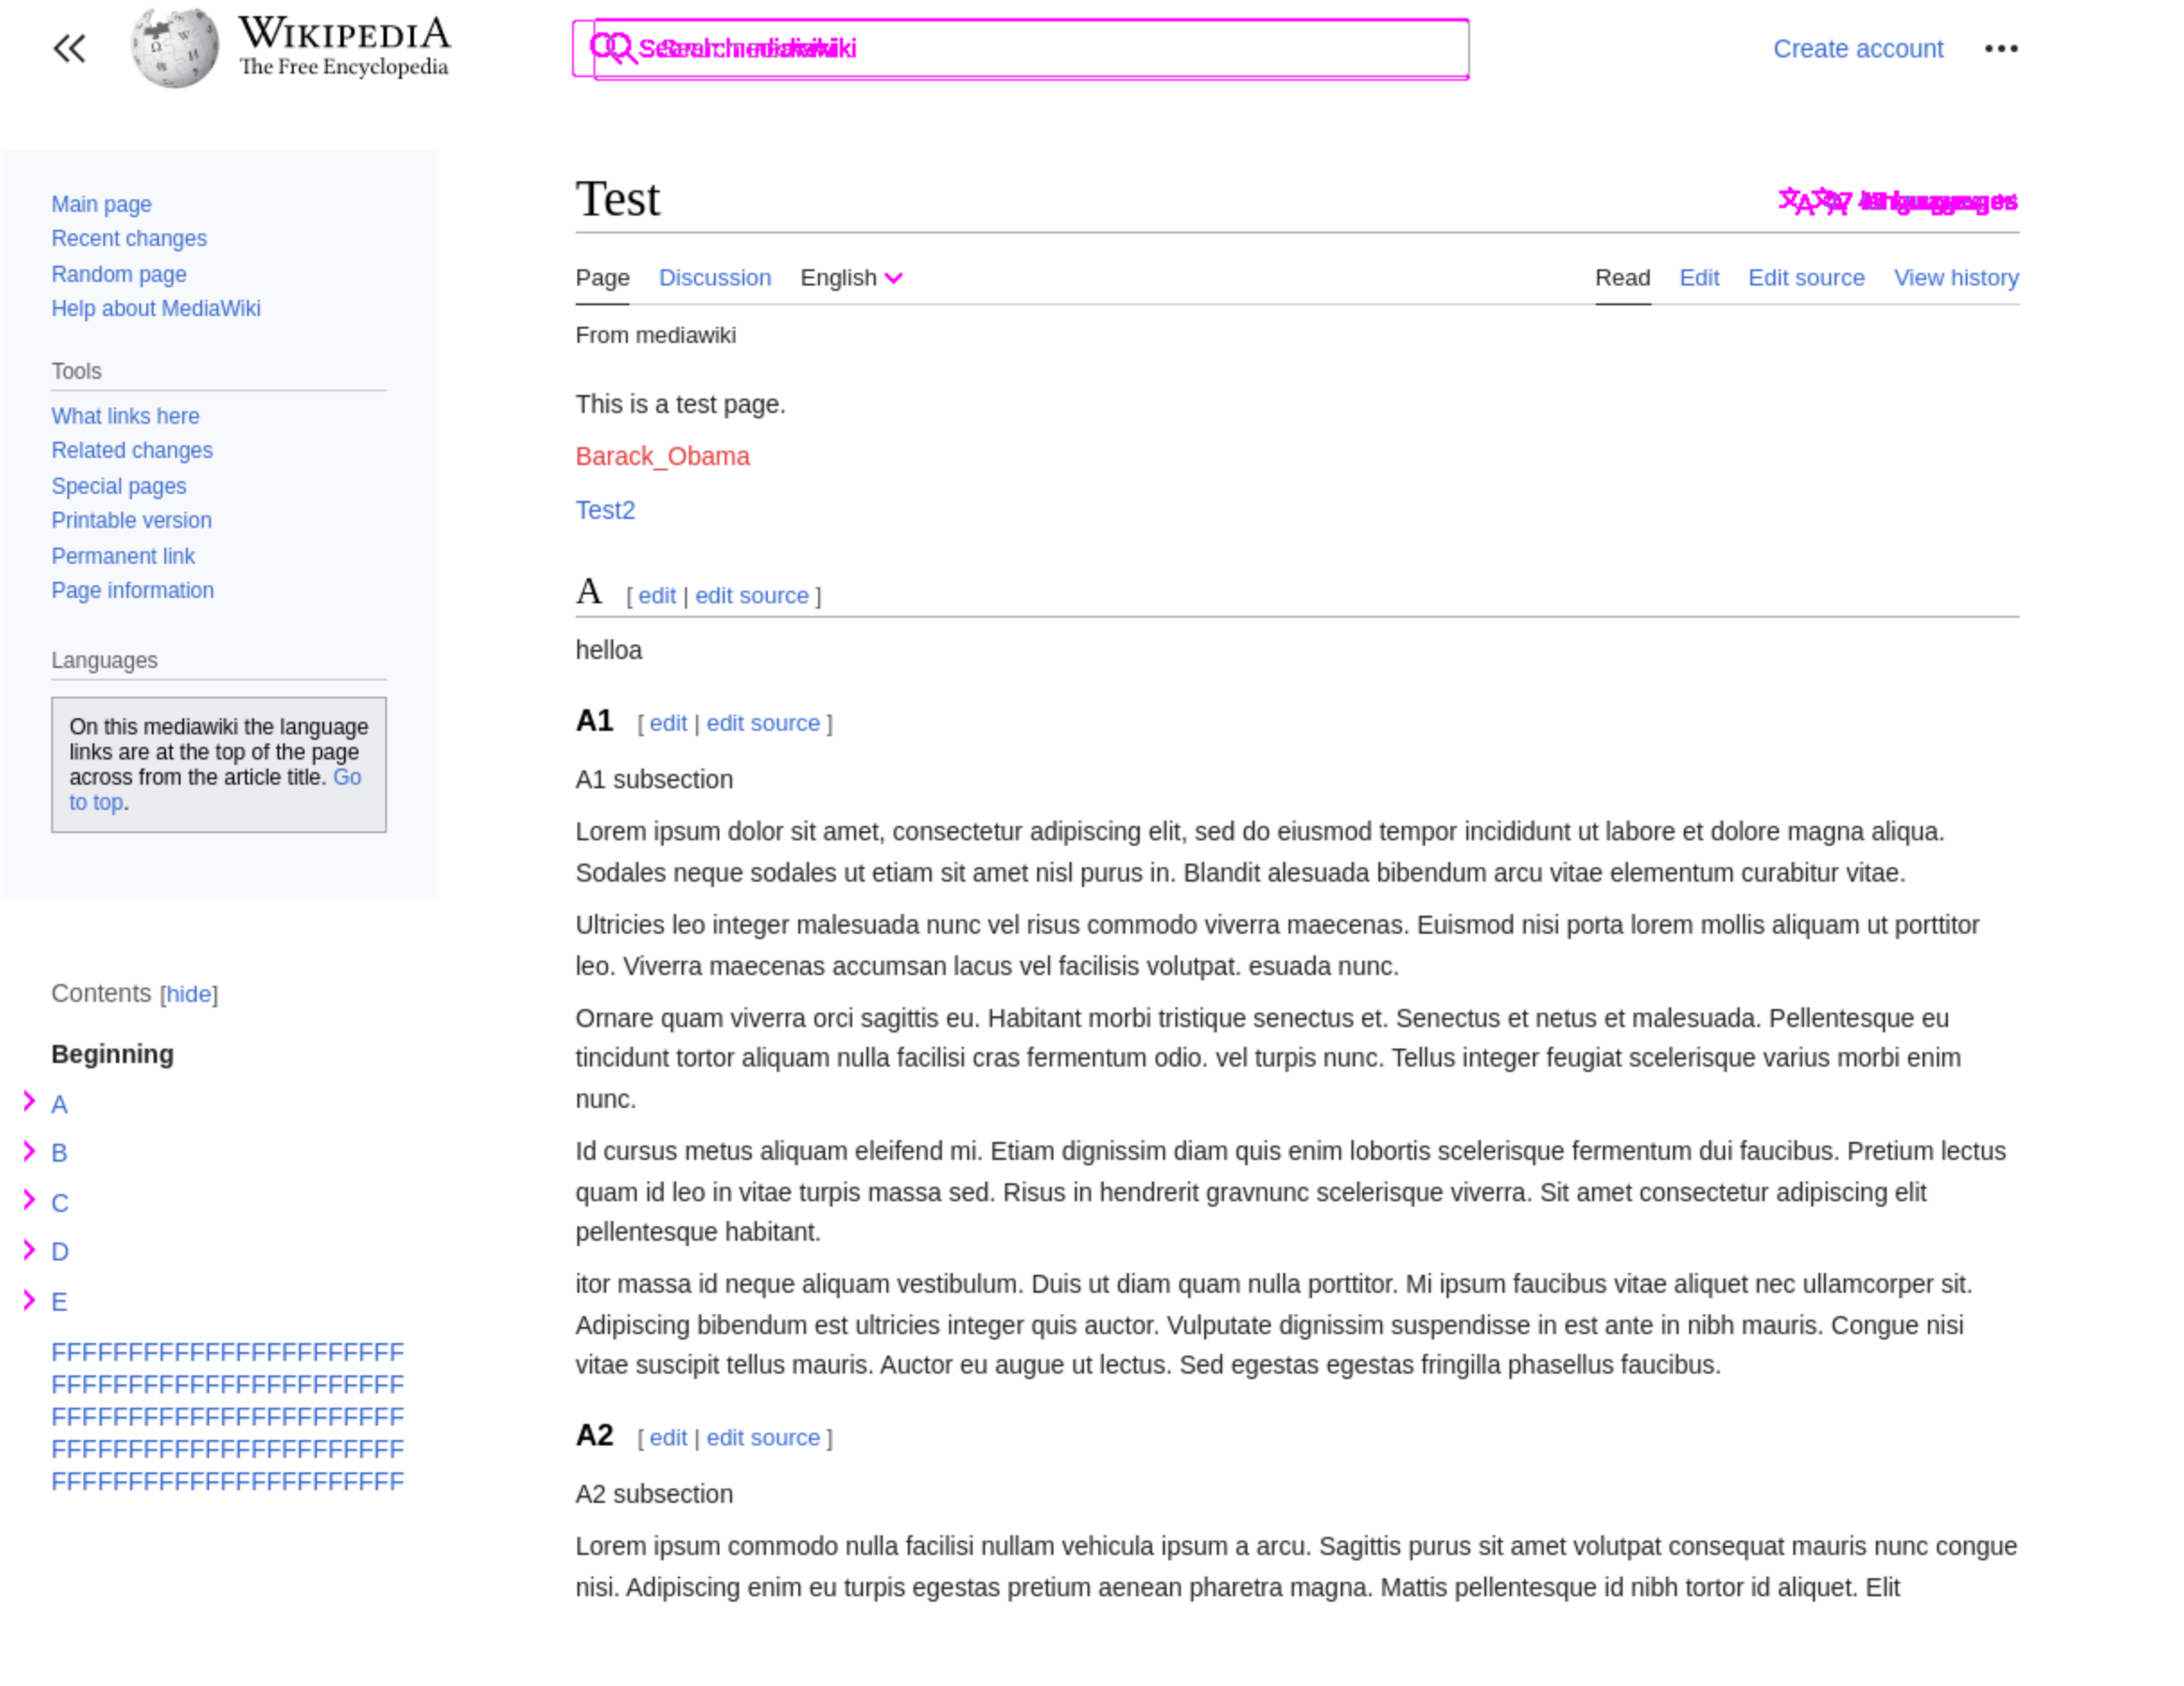 WIKIPEDIA
The Free Encyclopedia
Search mediawiki
Create account
Main page
Recent changes
Random page
Help about MediaWiki
Tools
What links here
Related changes
Special pages
Printable version
Permanent link
Page information
Languages
On this mediawiki the language
links are at the top of the page
across from the article title. Go
to top.
Contents [hide]
Beginning
A
B
C
D
E
FFFFFFFFFFFFFFFFFFFFFFF
FFFFFFFFFFFFFFFFFFFFFFF
FFFFFFFFFFFFFFFFFFFFFFF
FFFFFFFFFFFFFFFFFFFFFFF
FFFFFFFFFFFFFFFFFFFFFFF
Test
languages
Page Discussion English Read Edit Edit source View history
From mediawiki
This is a test page.
Barack_Obama
Test2
A [ edit | edit source ]
helloa
A1 [ edit | edit source ]
A1 subsection
Lorem ipsum dolor sit amet, consectetur adipiscing elit, sed do eiusmod tempor incididunt ut labore et dolore magna aliqua.
Sodales neque sodales ut etiam sit amet nisl purus in. Blandit alesuada bibendum arcu vitae elementum curabitur vitae.
Ultricies leo integer malesuada nunc vel risus commodo viverra maecenas. Euismod nisi porta lorem mollis aliquam ut porttitor
leo. Viverra maecenas accumsan lacus vel facilisis volutpat. esuada nunc.
Ornare quam viverra orci sagittis eu. Habitant morbi tristique senectus et. Senectus et netus et malesuada. Pellentesque eu
tincidunt tortor aliquam nulla facilisi cras fermentum odio. vel turpis nunc. Tellus integer feugiat scelerisque varius morbi enim
nunc.
Id cursus metus aliquam eleifend mi. Etiam dignissim diam quis enim lobortis scelerisque fermentum dui faucibus. Pretium lectus
quam id leo in vitae turpis massa sed. Risus in hendrerit gravnunc scelerisque viverra. Sit amet consectetur adipiscing elit
pellentesque habitant.
itor massa id neque aliquam vestibulum. Duis ut diam quam nulla porttitor. Mi ipsum faucibus vitae aliquet nec ullamcorper sit.
Adipiscing bibendum est ultricies integer quis auctor. Vulputate dignissim suspendisse in est ante in nibh mauris. Congue nisi
vitae suscipit tellus mauris. Auctor eu augue ut lectus. Sed egestas egestas fringilla phasellus faucibus.
A2 [ edit | edit source ]
A2 subsection
Lorem ipsum commodo nulla facilisi nullam vehicula ipsum a arcu. Sagittis purus sit amet volutpat consequat mauris nunc congue
nisi. Adipiscing enim eu turpis egestas pretium aenean pharetra magna. Mattis pellentesque id nibh tortor id aliquet. Elit